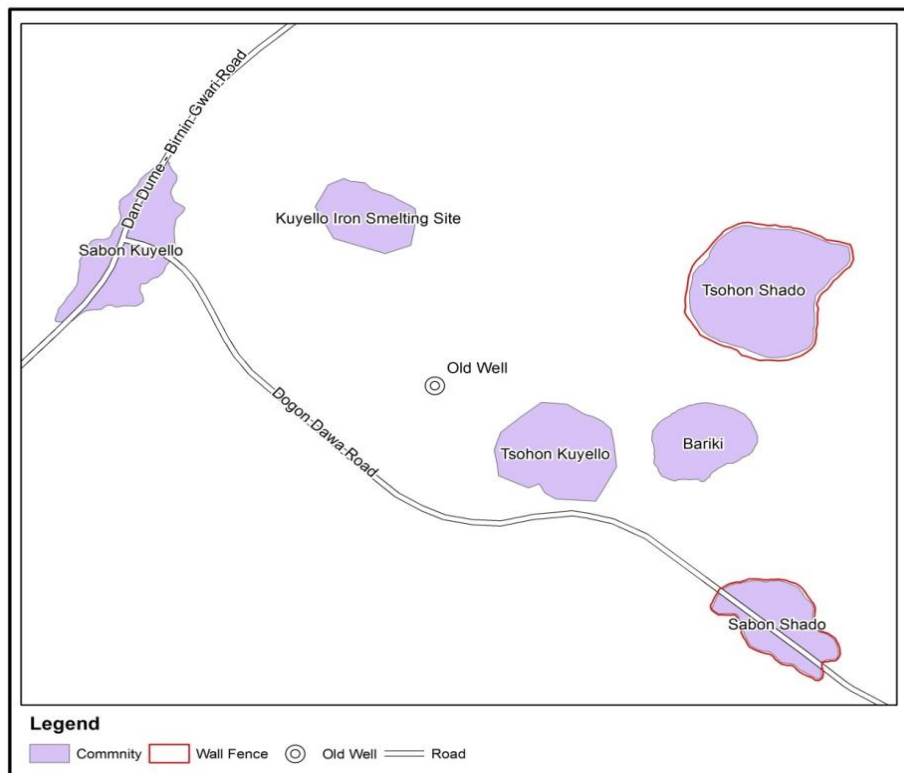 Dan-Dume - Birnin-Gwari-Road
Kuyello Iron Smelting Site
Sabon Kuyello
Tsohon Shado
Old Well
Dogon-Dawa-Road
Tsohon Kuyello
Bariki
Sabon Shado
Legend
Commnity
Wall Fence
Old Well
Road